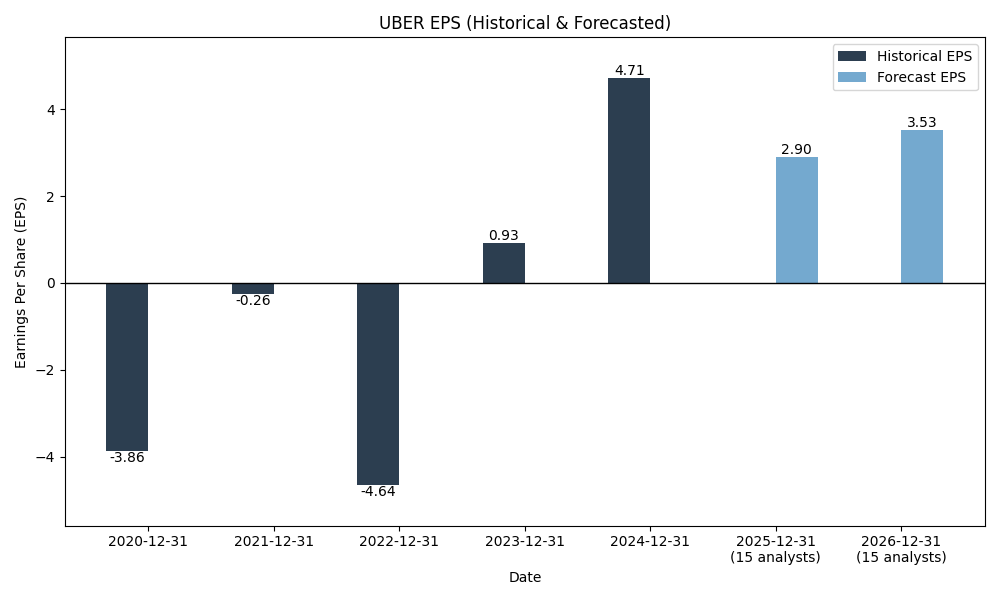 UBER EPS (Historical & Forecasted)
Historical EPS
Forecast EPS
Earnings Per Share (EPS)
4
2
0
−2
−4
-3.86
-0.26
-4.64
0.93
4.71
2.90
3.53
2020-12-31
2021-12-31
2022-12-31
2023-12-31
2024-12-31
2025-12-31
(15 analysts)
2026-12-31
(15 analysts)
Date